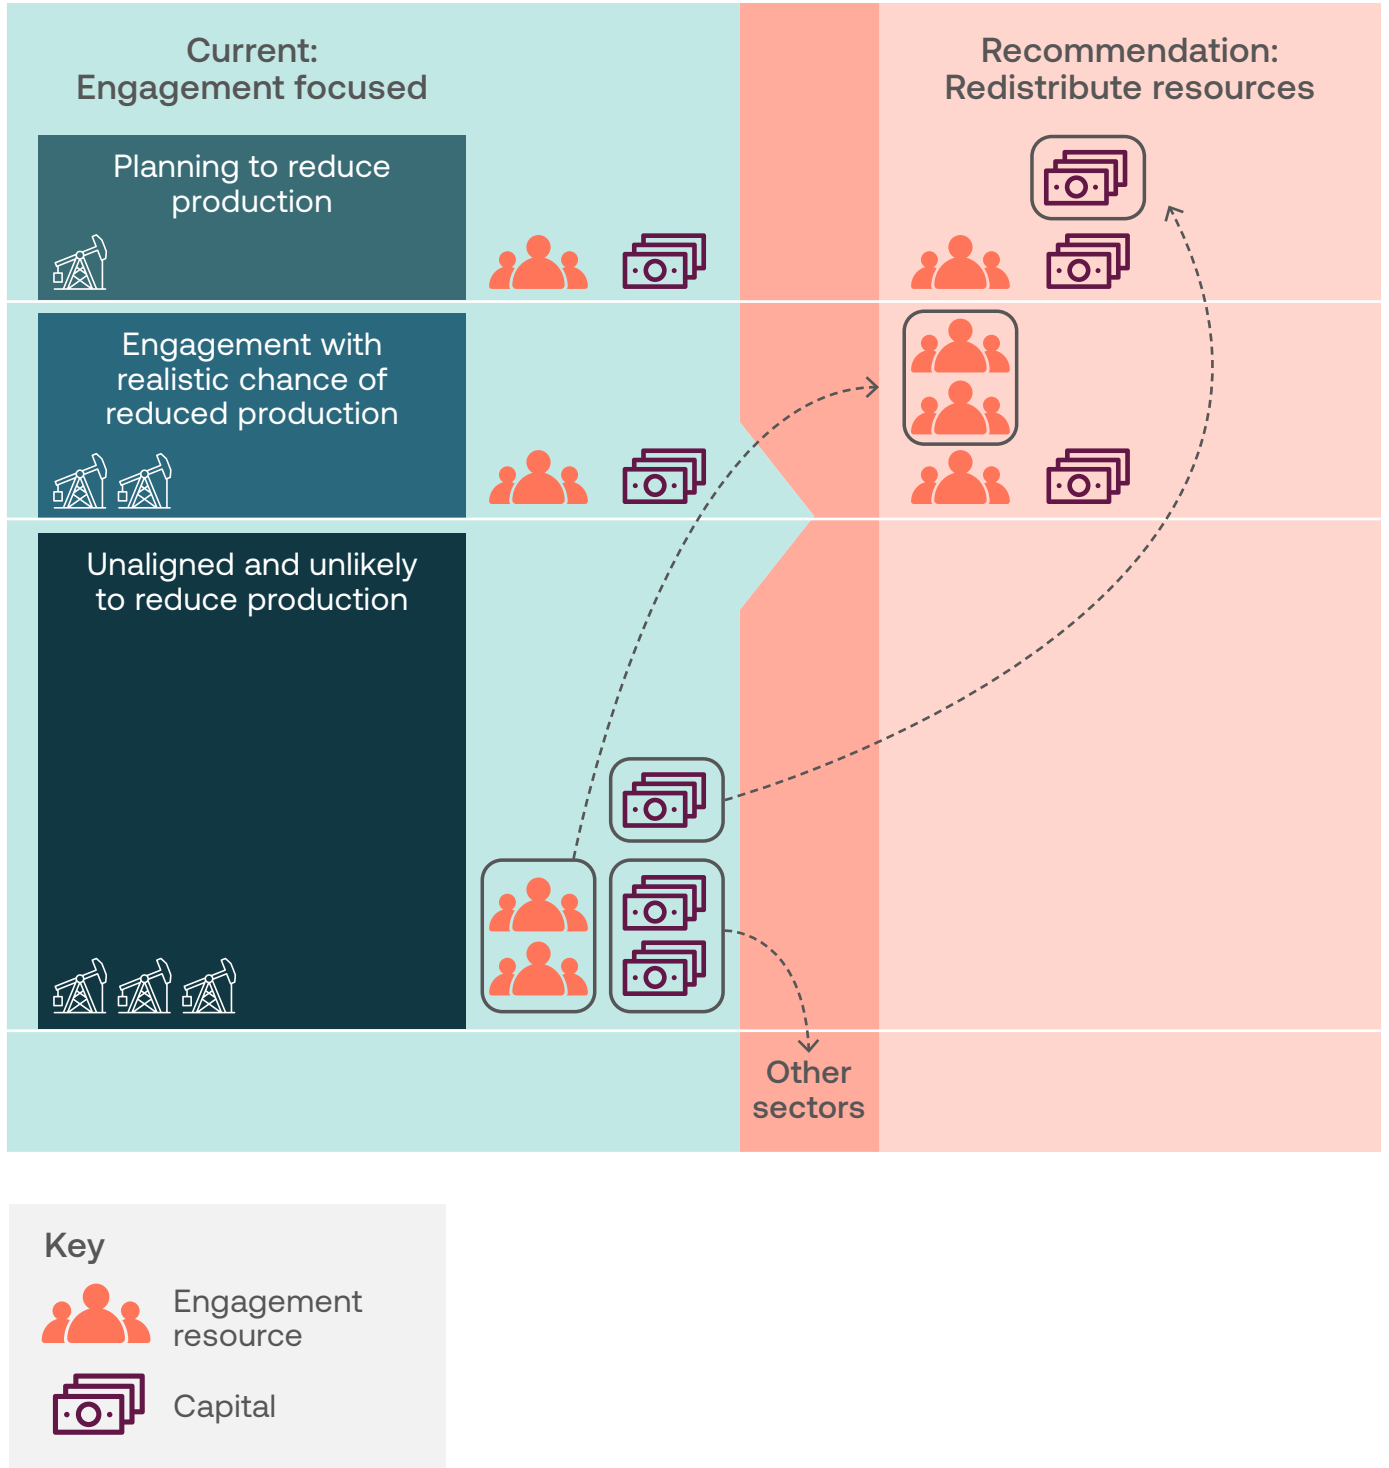 Current:
Engagement focused
Recommendation:
Redistribute resources
Planning to reduce
production
Engagement with
realistic chance of
reduced production
Unaligned and unlikely
to reduce production
Other
sectors
Key
Engagement
resource
Capital